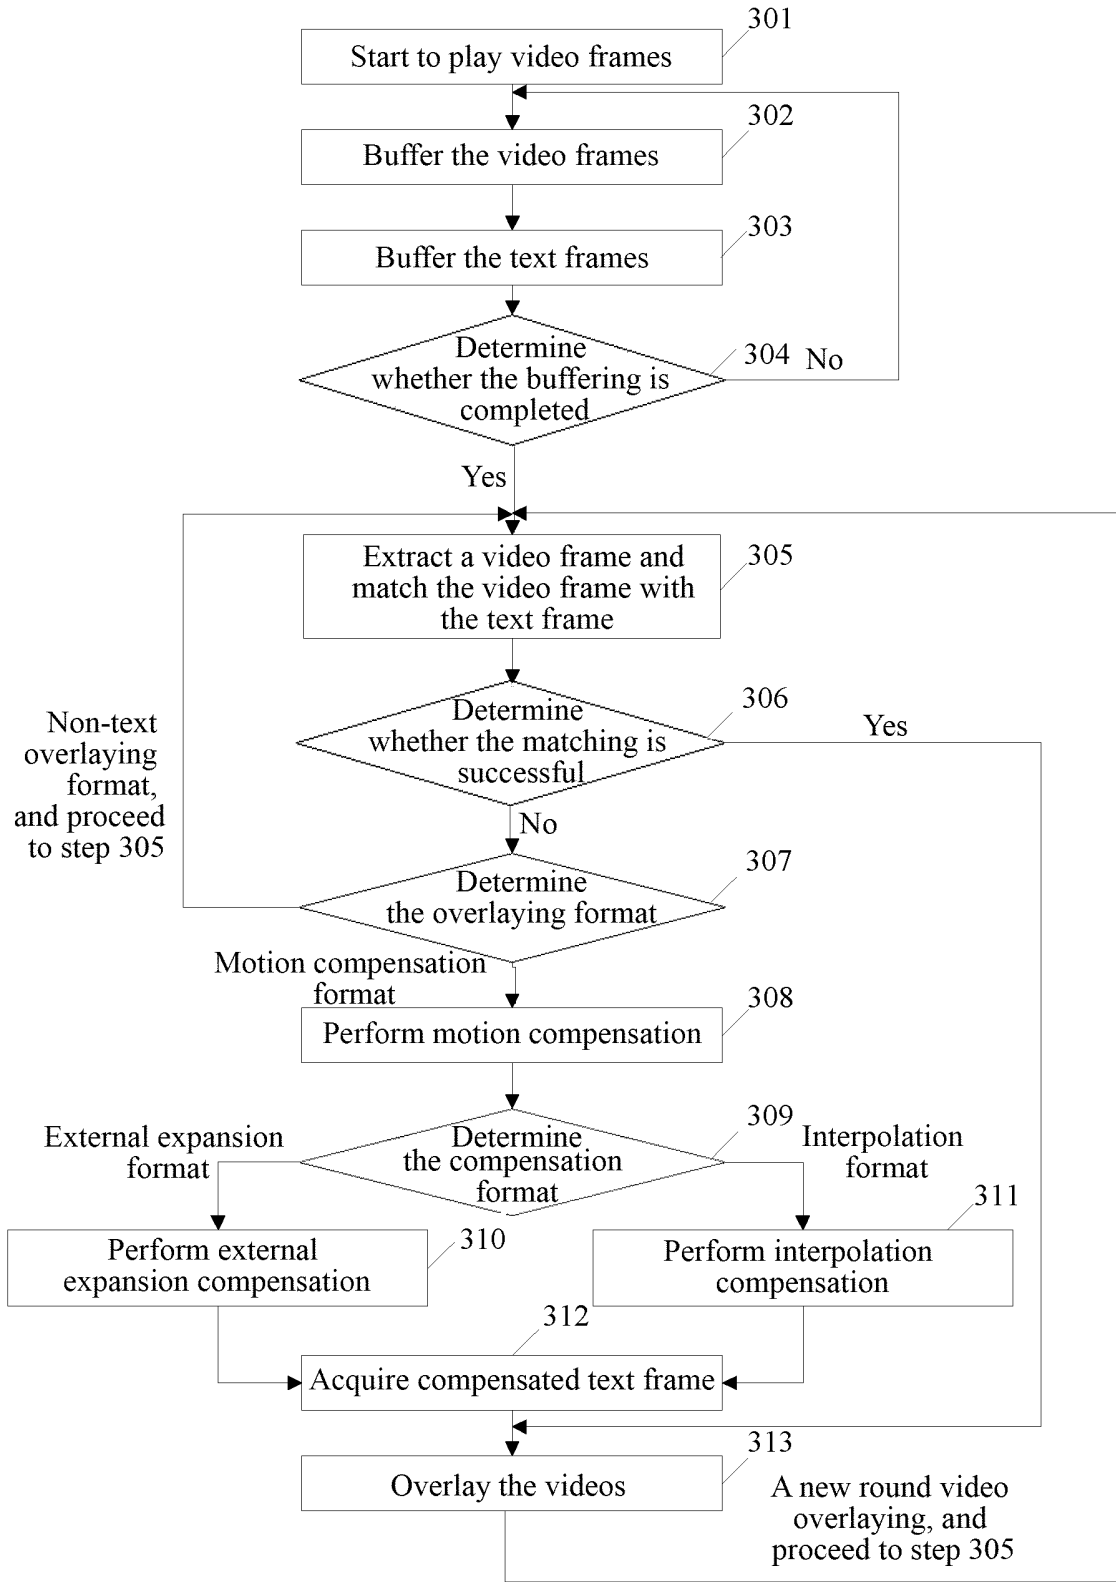 301
Start to play video frames
302
Buffer the video frames
303
Buffer the text frames
304
No
Determine
whether the buffering is
completed
Yes
305
Extract a video frame and
match the video frame with
the text frame
306
Yes
Determine
whether the matching is
successful
Non-text
overlaying
format,
and proceed
to step 305
No
307
Determine
the overlaying format
Motion compensation
format
308
Perform motion compensation
309
Determine
the compensation
format
External expansion
format
Interpolation
format
310
Perform external
expansion compensation
311
Perform interpolation
compensation
312
Acquire compensated text frame
313
Overlay the videos
A new round video
overlaying, and
proceed to step 305